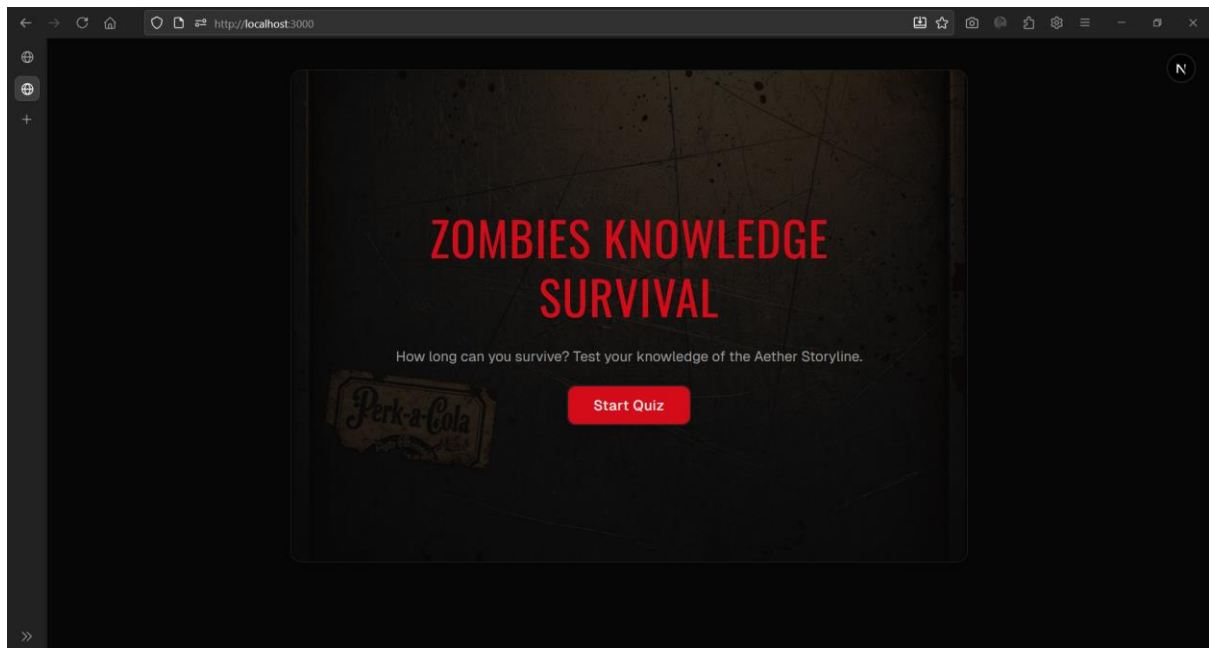 http://localhost:3000
N
ZOMBIES KNOWLEDGE
SURVIVAL
How long can you survive? Test your knowledge of the Aether Storyline.
Perk-a-Cola
Start Quiz